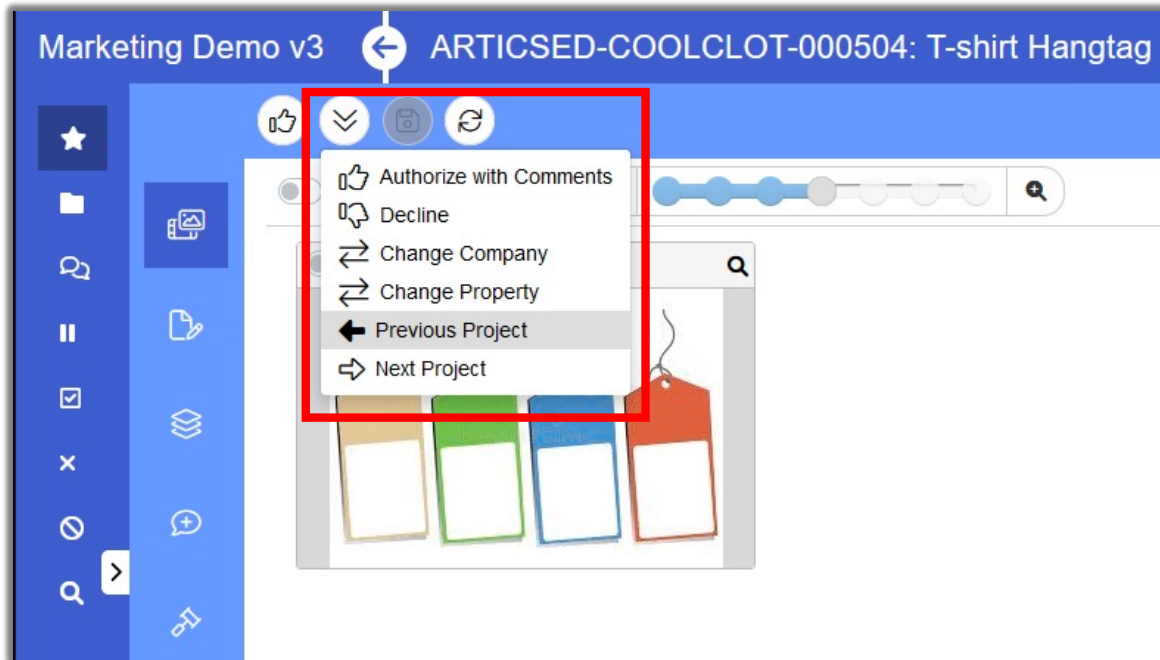 Marketing Demo v3
ARTICSED-COOLCLOT-000504: T-shirt Hangtag
Authorize with Comments
Decline
Change Company
Change Property
Previous Project
Next Project